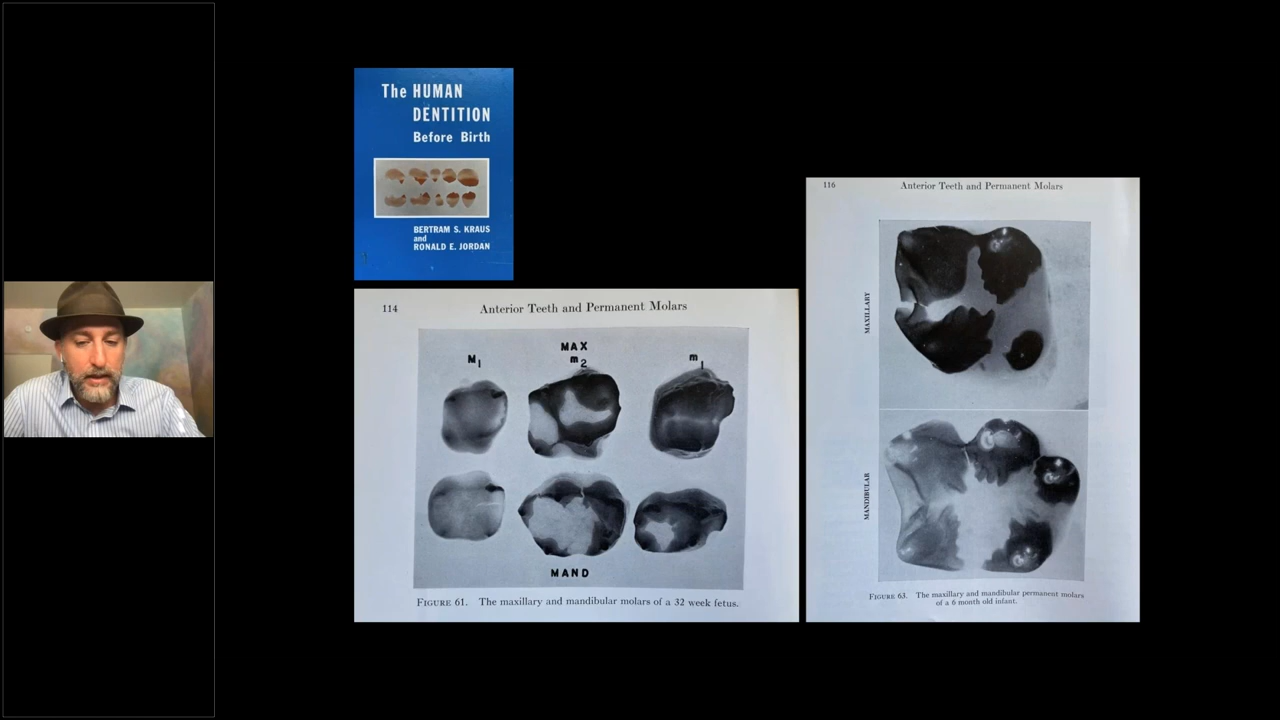 The HUMAN
DENTITION
Before Birth
BERTRAM S. KRAUS
and
RONALD E. JORDAN
114
Anterior Teeth and Permanent Molars
MAX
M1
m2
m1
MAND
FIGURE 61. The maxillary and mandibular molars of a 32 week fetus.
116
Anterior Teeth and Permanent Molars
MAXILLARY
MANDIBULAR
FIGURE 63. The maxillary and mandibular permanent molars
of a 6 month old infant.